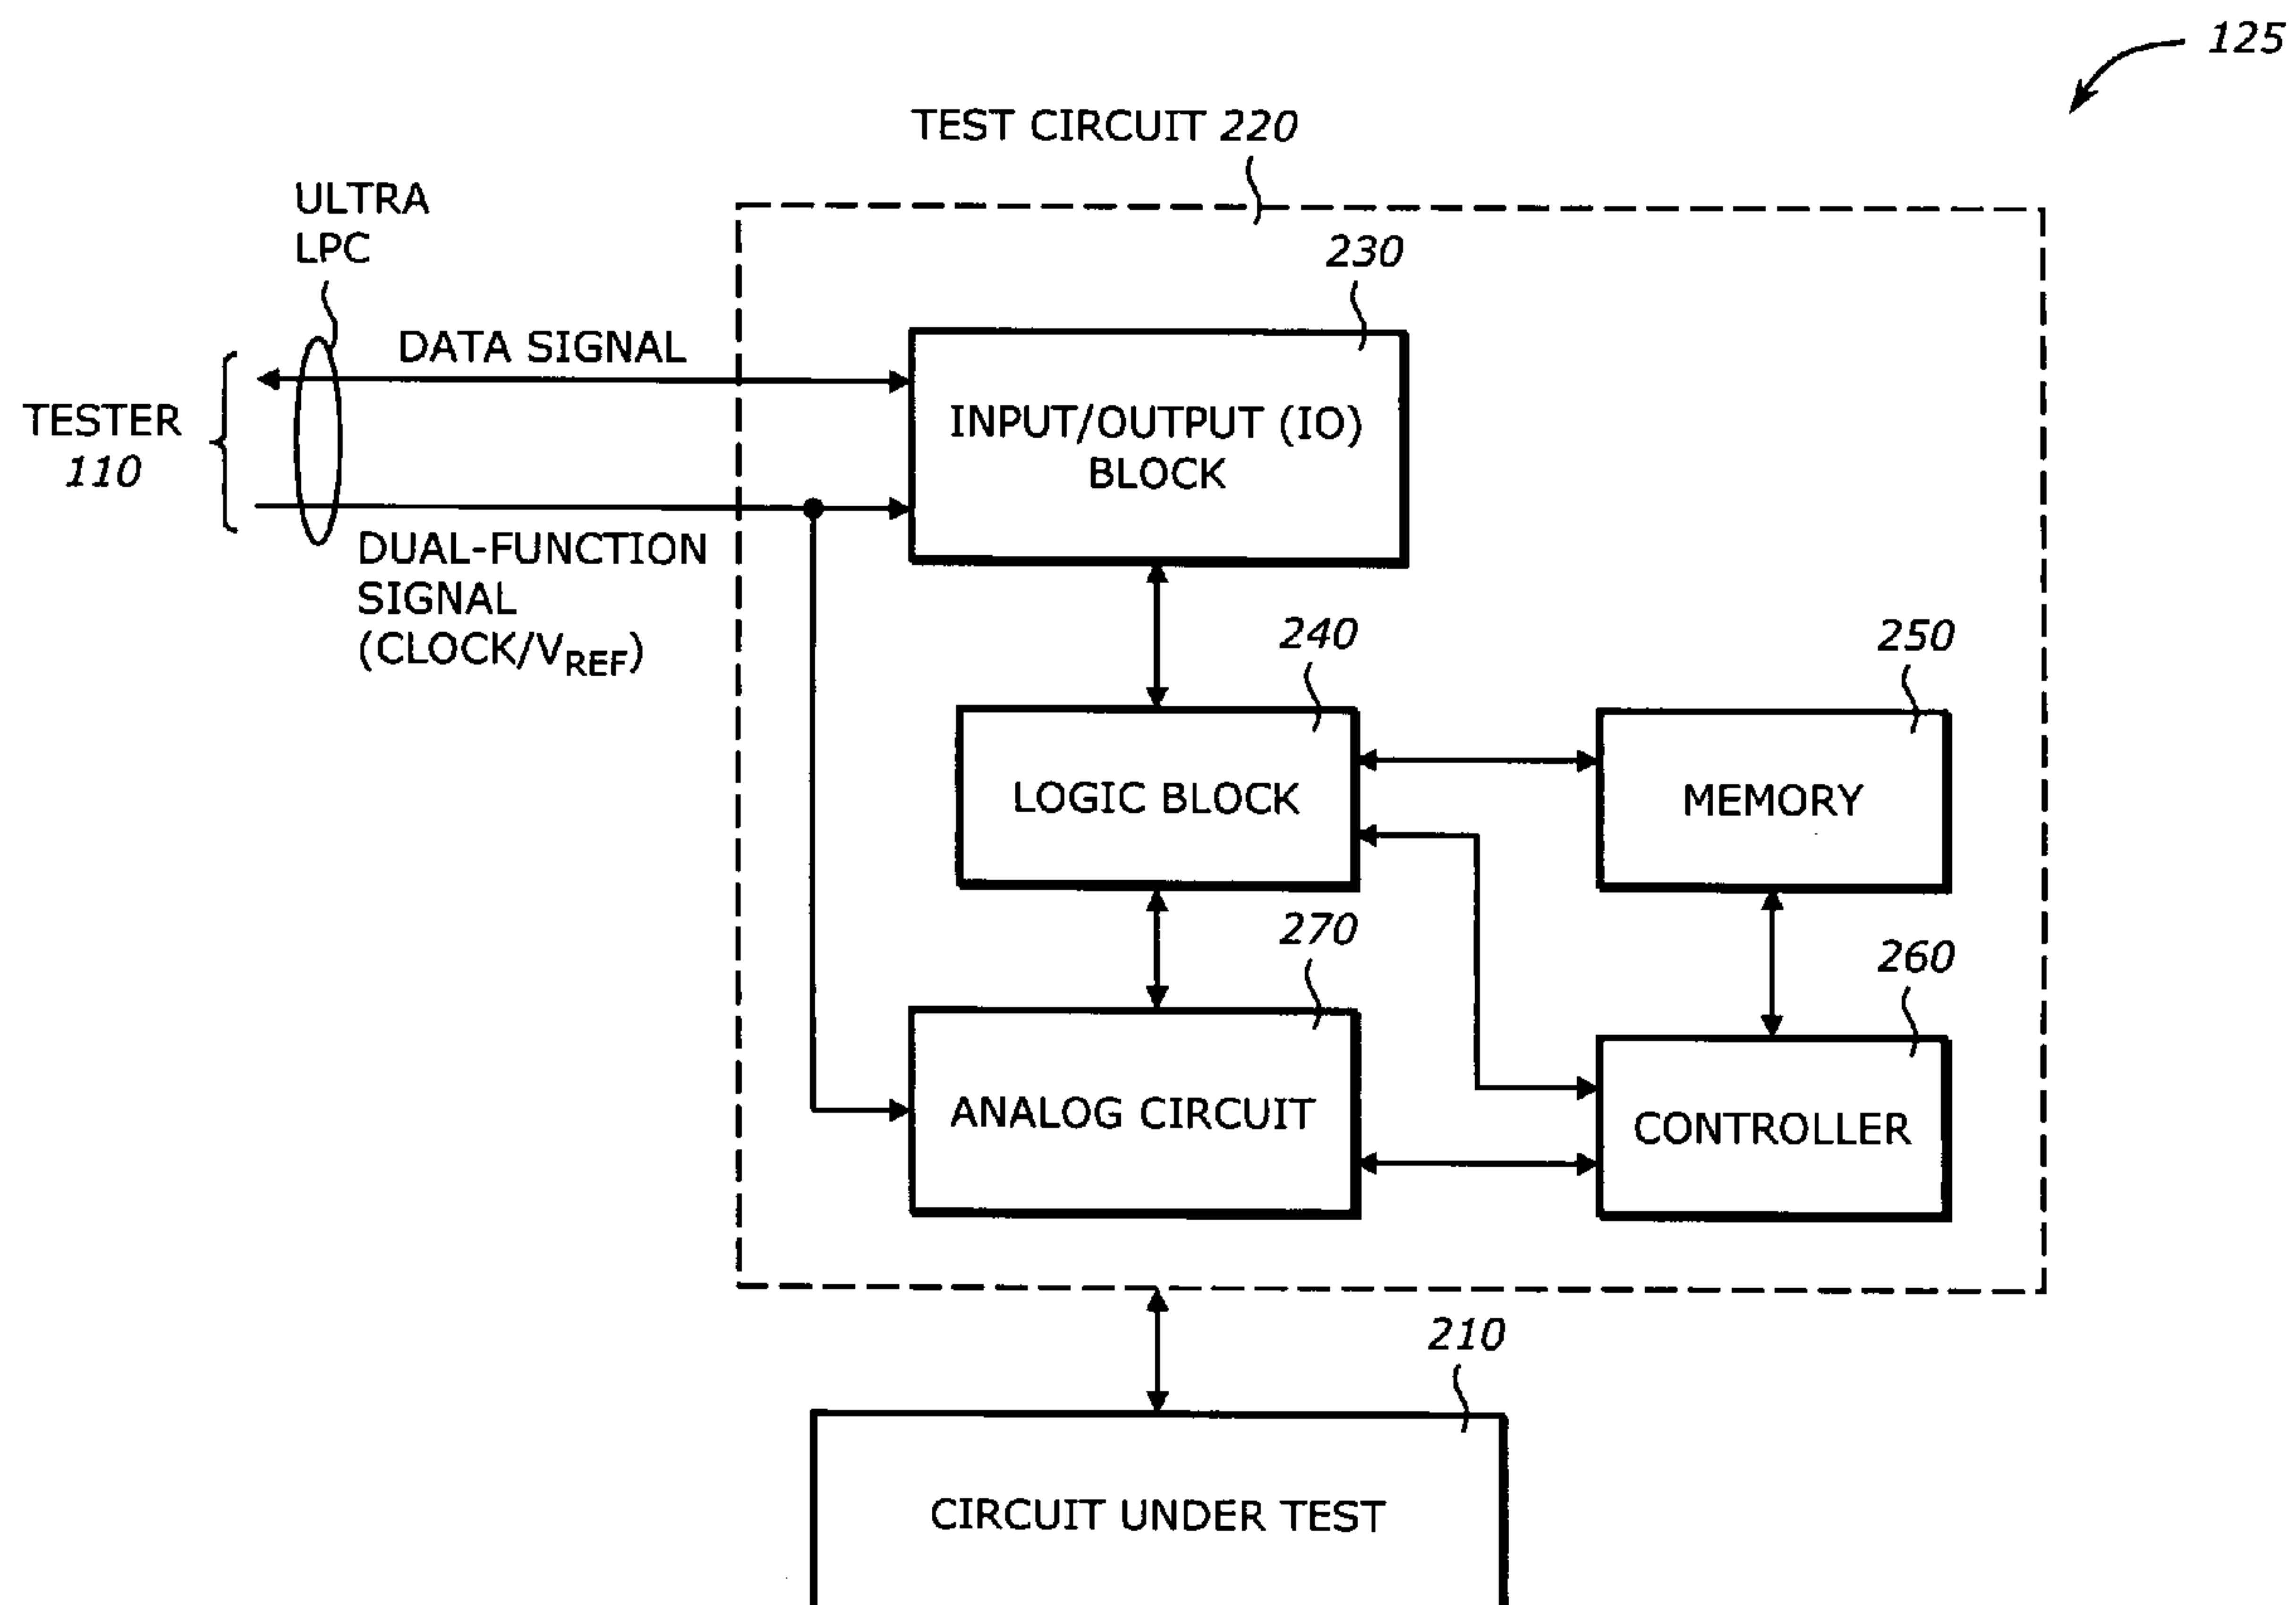 125
TEST CIRCUIT 220
ULTRA
LPC
230
DATA SIGNAL
TESTER
110
INPUT/OUTPUT (IO)
BLOCK
DUAL-FUNCTION
SIGNAL
(CLOCK/VREF)
240
250
LOGIC BLOCK
MEMORY
270
260
ANALOG CIRCUIT
CONTROLLER
210
CIRCUIT UNDER TEST